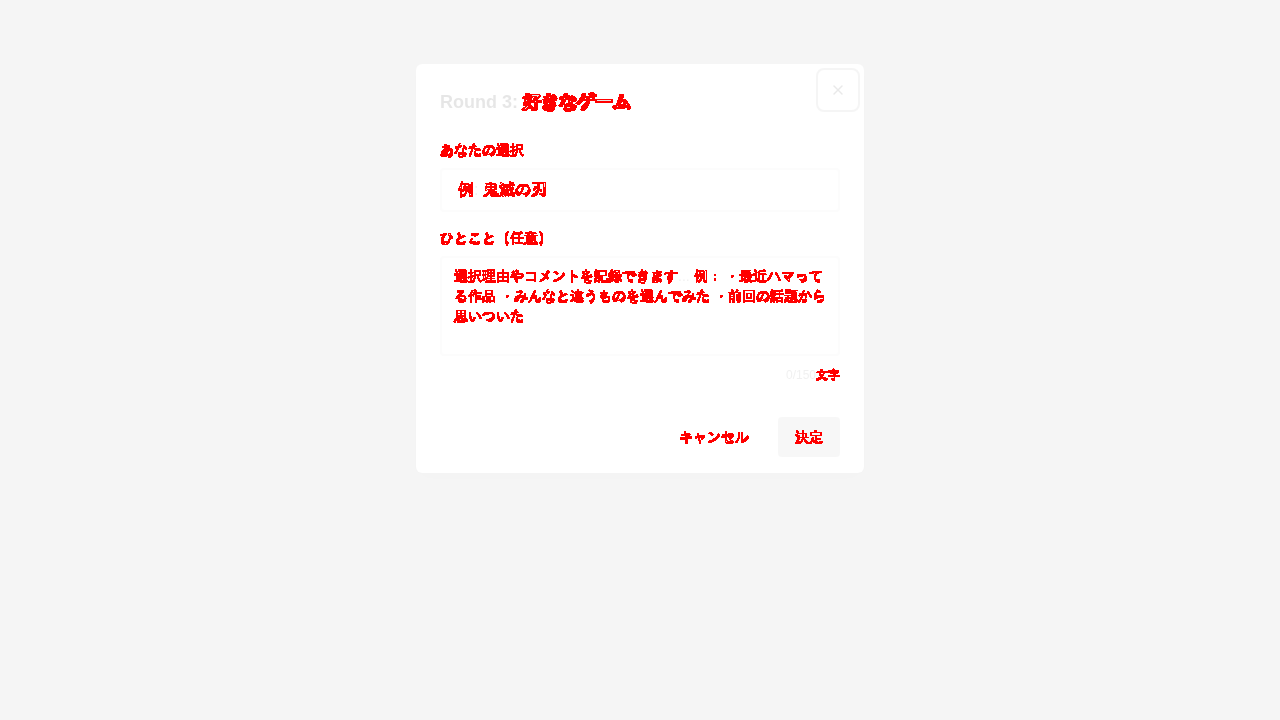 Round 3: 好きなゲーム
×
あなたの選択
例 鬼滅の刃
ひとこと（任意）
選択理由やコメントを記録できます　例： ・最近ハマって
る作品 ・みんなと違うものを選んでみた ・前回の話題から
思いついた
0/150文字
キャンセル
決定